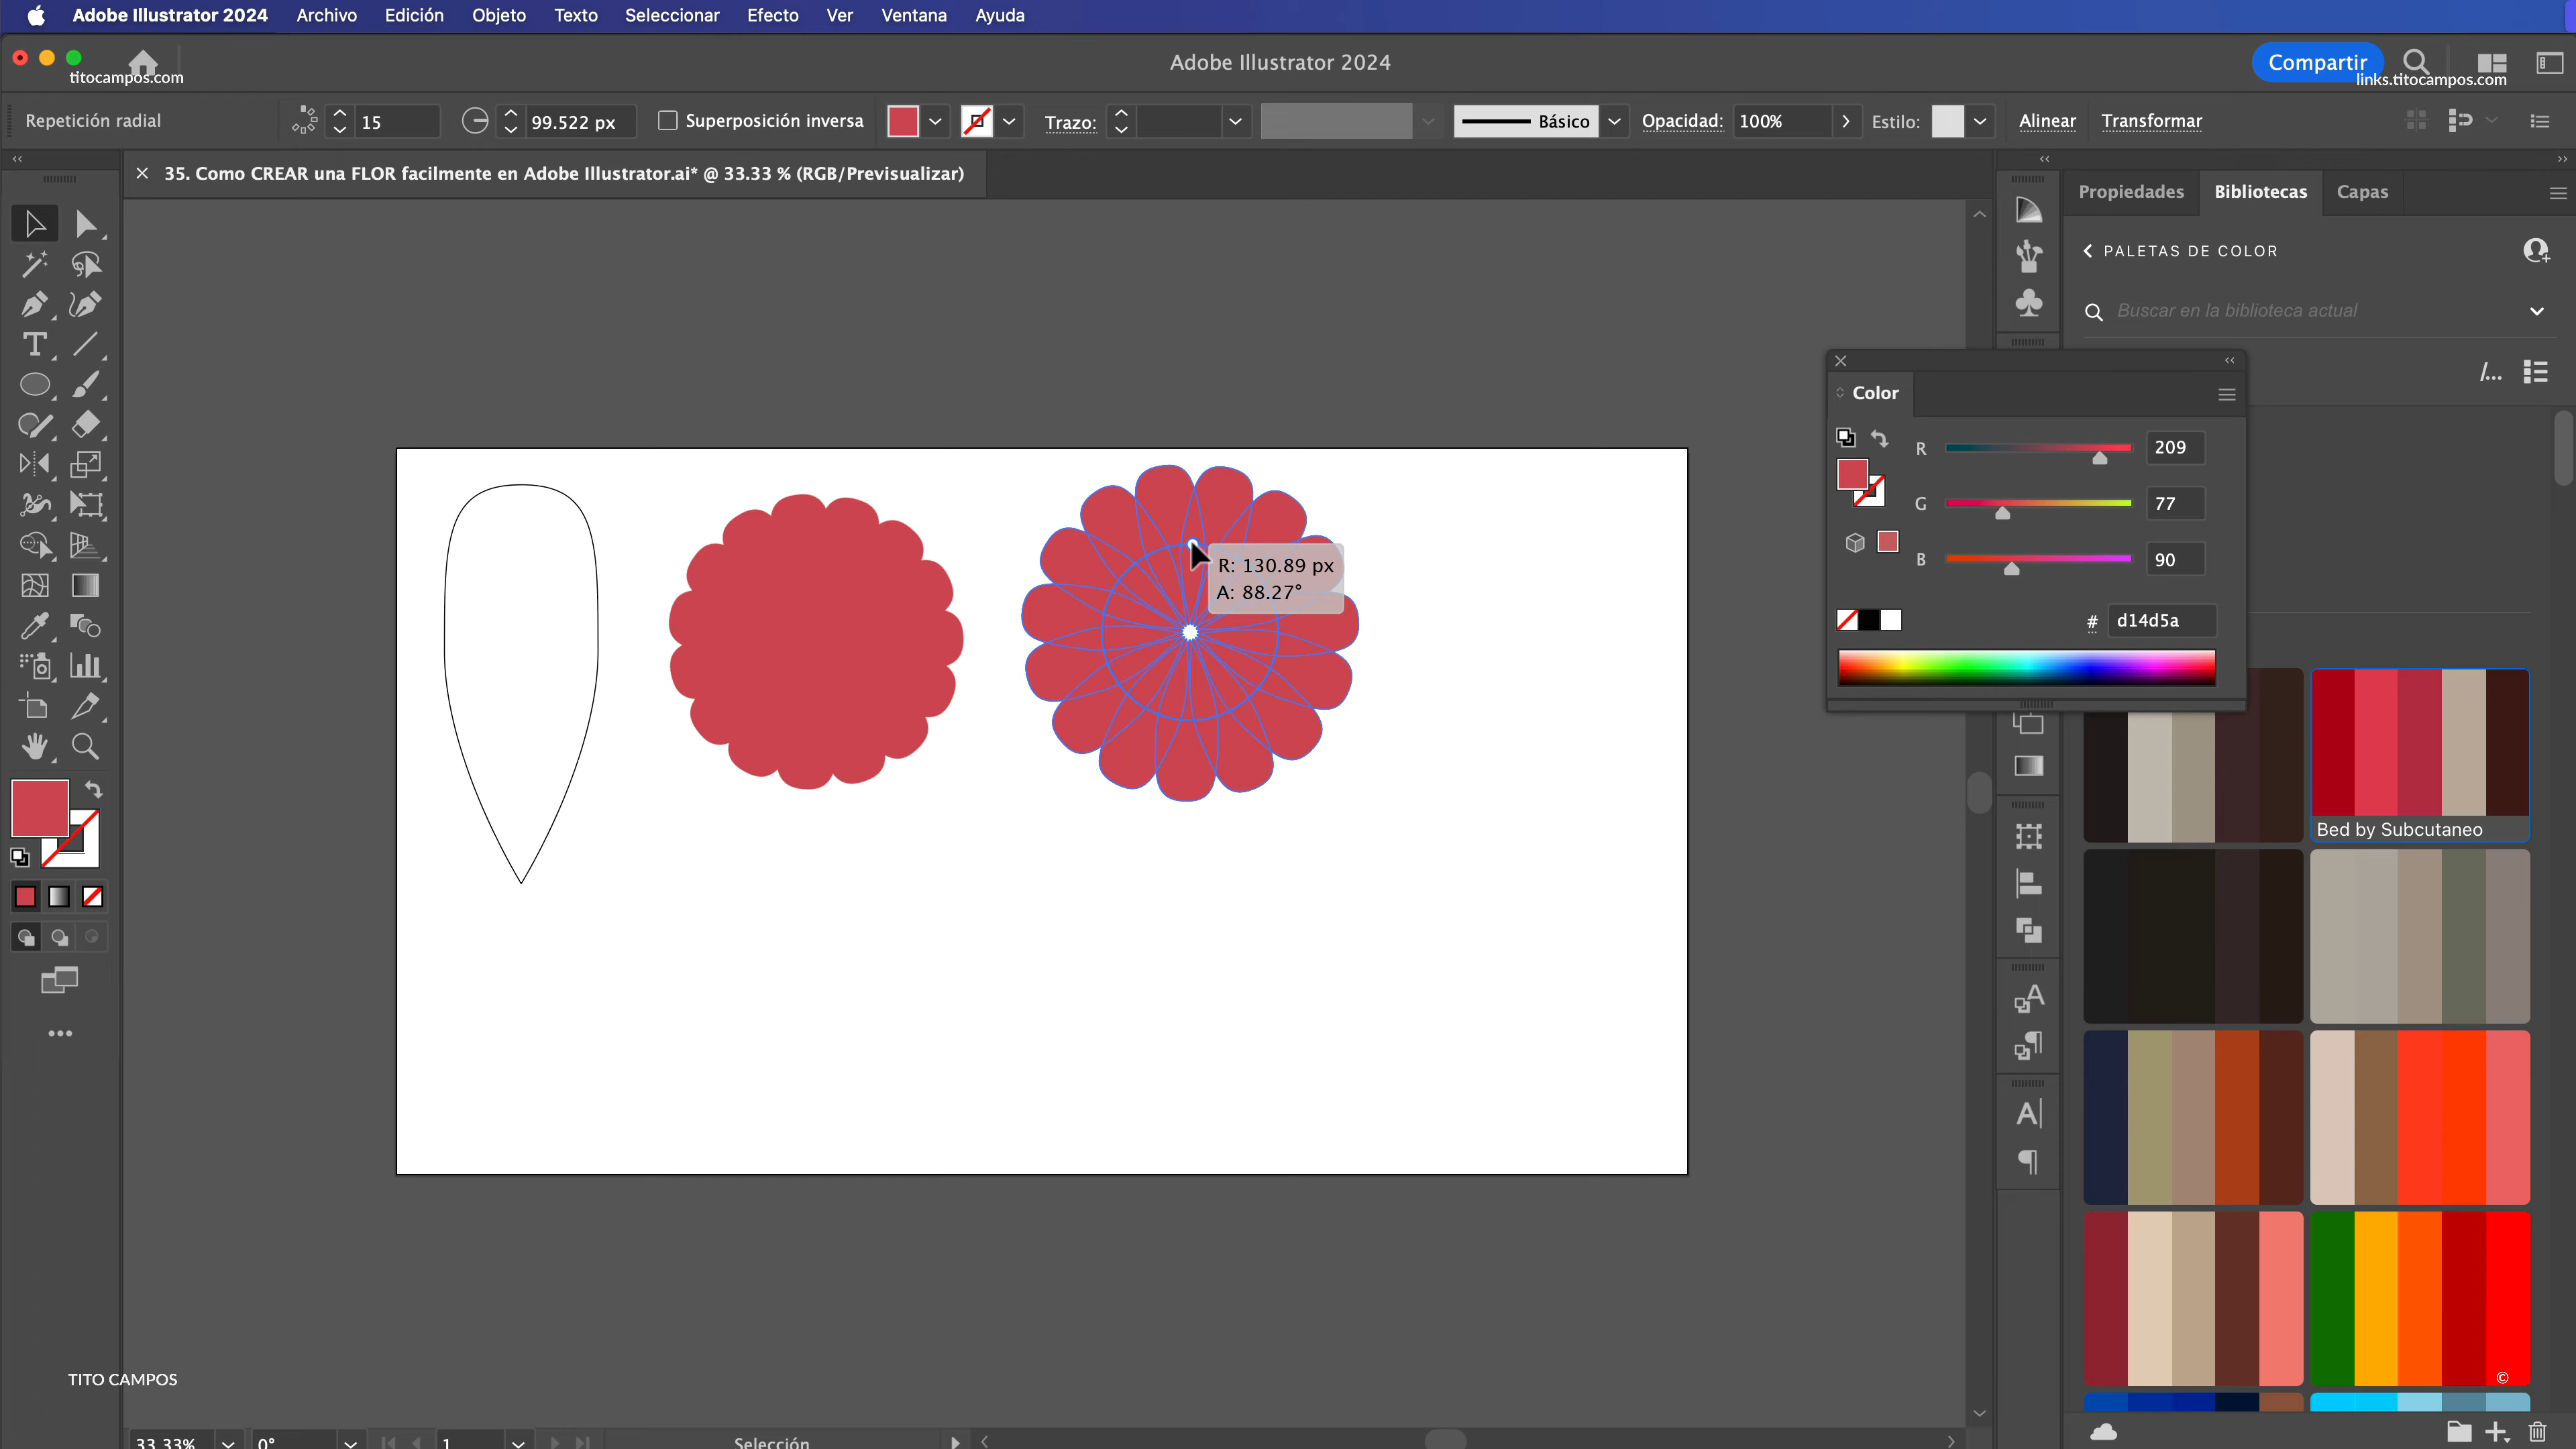 Adobe Illustrator 2024 Archivo Edición Objeto Texto Seleccionar Efecto Ver Ventana Ayuda
Adobe Illustrator 2024
Compartir
titocampos.com
links.titocampos.com
Repetición radial
15
99.522 px
Superposición inversa
Trazo:
Básico
Opacidad:
100%
Estilo:
Alinear
Transformar
35. Como CREAR una FLOR facilmente en Adobe Illustrator.ai* @ 33.33 % (RGB/Previsualizar)
Propiedades
Bibliotecas
Capas
PALETAS DE COLOR
Buscar en la biblioteca actual
/...
Color
R 209
G 77
B 90
# d14d5a
R: 130.89 px
A: 88.27°
Bed by Subcutaneo
TITO CAMPOS
©
33.33%
0°
1
Selección